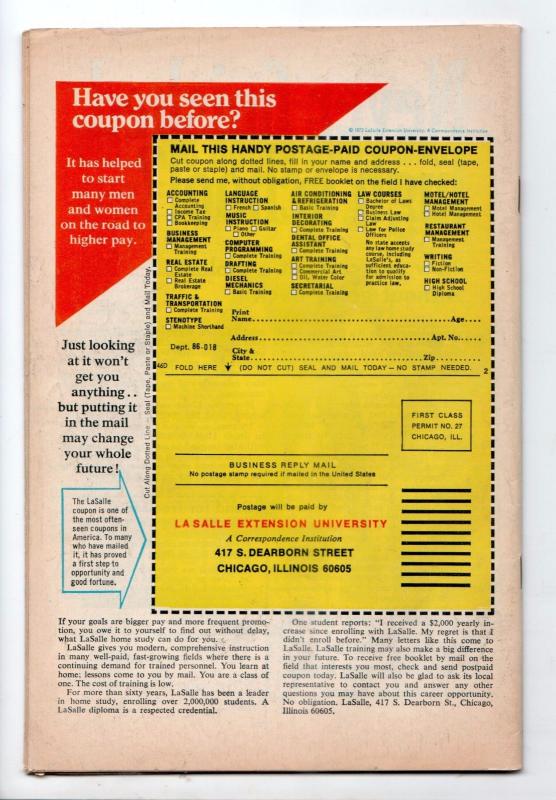 Have you seen this
coupon before?
© 1973 LaSalle Extension University, A Correspondence Institution
It has helped
to start
many men
and women
on the road to
higher pay.
MAIL THIS HANDY POSTAGE-PAID COUPON-ENVELOPE
Cut coupon along dotted lines, fill in your name and address . . . fold, seal (tape,
paste or staple) and mail. No stamp or envelope is necessary.
Please send me, without obligation, FREE booklet on the field I have checked:
ACCOUNTING
Complete
Accounting
Income Tax
CPA Training
Bookkeeping
BUSINESS
MANAGEMENT
Management
Training
REAL ESTATE
Complete Real
Estate
Real Estate
Brokerage
TRAFFIC &
TRANSPORTATION
Complete Training
STENOTYPE
Machine Shorthand
LANGUAGE
INSTRUCTION
French Spanish
MUSIC
INSTRUCTION
Piano Guitar
Other
COMPUTER
PROGRAMMING
Complete Training
DRAFTING
Complete Training
DIESEL
MECHANICS
Basic Training
AIR CONDITIONING
& REFRIGERATION
Basic Training
INTERIOR
DECORATING
Complete Training
DENTAL OFFICE
ASSISTANT
Complete Training
ART TRAINING
Complete Training
Commercial Art
Oil, Water Color
SECRETARIAL
Complete Training
LAW COURSES
Bachelor of Laws
Degree
Business Law
Claim Adjusting
Law
Law for Police
Officers
No state accepts
any law home study
course, including
LaSalle's, as
sufficient educa-
tion to qualify
for admission to
practice law.
MOTEL/HOTEL
MANAGEMENT
Motel Management
Hotel Management
RESTAURANT
MANAGEMENT
Management
Training
WRITING
Fiction
Non-Fiction
HIGH SCHOOL
High School
Diploma
Print
Name Age
Address Apt. No.
Dept. 86-018
City &
State Zip
46D FOLD HERE (DO NOT CUT) SEAL AND MAIL TODAY – NO STAMP NEEDED. 2
Cut Along Dotted Line – Seal (Tape, Paste or Staple) and Mail Today.
Just looking
at it won't
get you
anything . .
but putting it
in the mail
may change
your whole
future!
The LaSalle
coupon is one of
the most often-
seen coupons in
America. To many
who have mailed
it, it has proved
a first step to
opportunity and
good fortune.
FIRST CLASS
PERMIT NO. 27
CHICAGO, ILL.
BUSINESS REPLY MAIL
No postage stamp required if mailed in the United States
Postage will be paid by
LA SALLE EXTENSION UNIVERSITY
A Correspondence Institution
417 S. DEARBORN STREET
CHICAGO, ILLINOIS 60605
If your goals are bigger pay and more frequent promo-
tion, you owe it to yourself to find out without delay,
what LaSalle home study can do for you.
LaSalle gives you modern, comprehensive instruction
in many well-paid, fast-growing fields where there is a
continuing demand for trained personnel. You learn at
home; lessons come to you by mail. You are a class of
one. The cost of training is low.
For more than sixty years, LaSalle has been a leader
in home study, enrolling over 2,000,000 students. A
LaSalle diploma is a respected credential.
One student reports: "I received a $2,000 yearly in-
crease since enrolling with LaSalle. My regret is that I
didn't enroll before." Many letters like this come to
LaSalle. LaSalle training may also make a big difference
in your future. To receive free booklet by mail on the
field that interests you most, check and send postpaid
coupon today. LaSalle will also be glad to ask its local
representative to contact you and answer any other
questions you may have about this career opportunity.
No obligation. LaSalle, 417 S. Dearborn St., Chicago,
Illinois 60605.